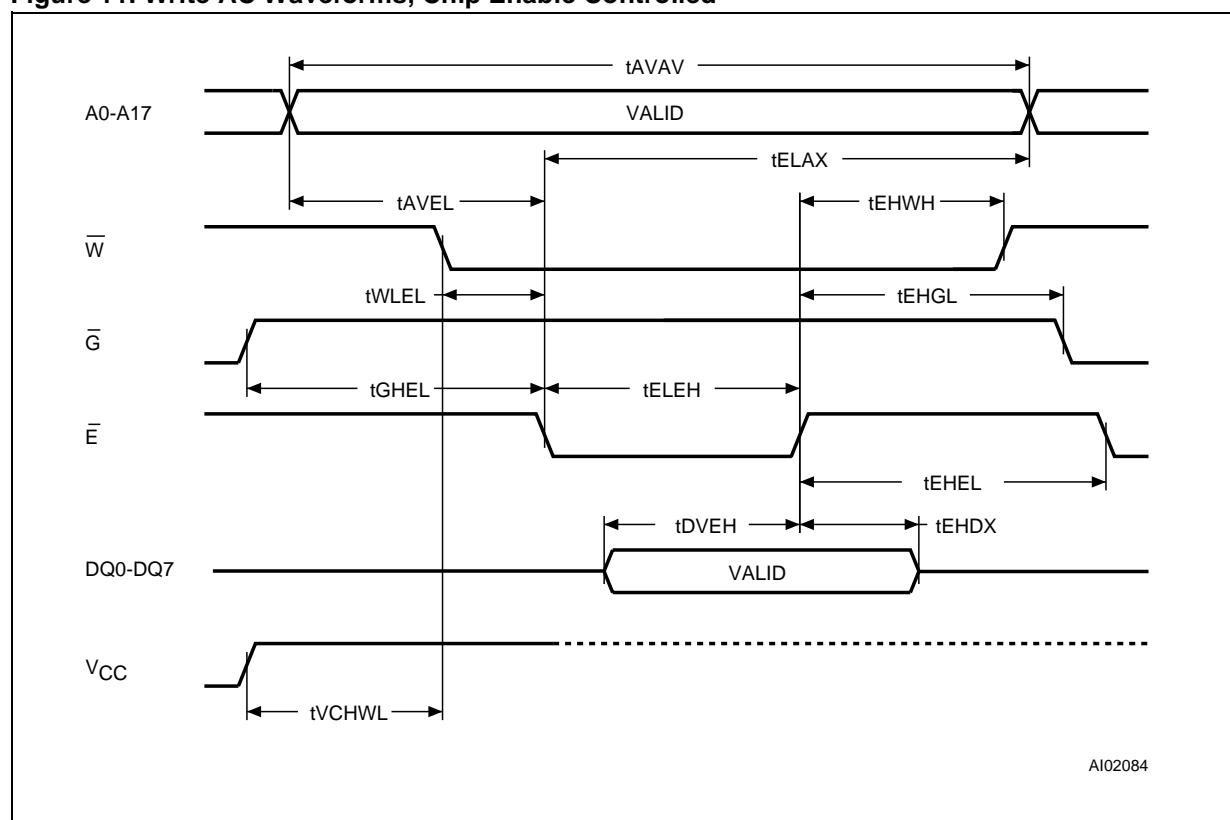 tAVAV
A0-A17
VALID
tELAX
tAVEL
tEHWH
W̅
tWLEL
tEHGL
G̅
tGHEL
tELEH
E̅
tEHEL
tDVEH
tEHDX
DQ0-DQ7
VALID
VCC
tVCHWL
AI02084